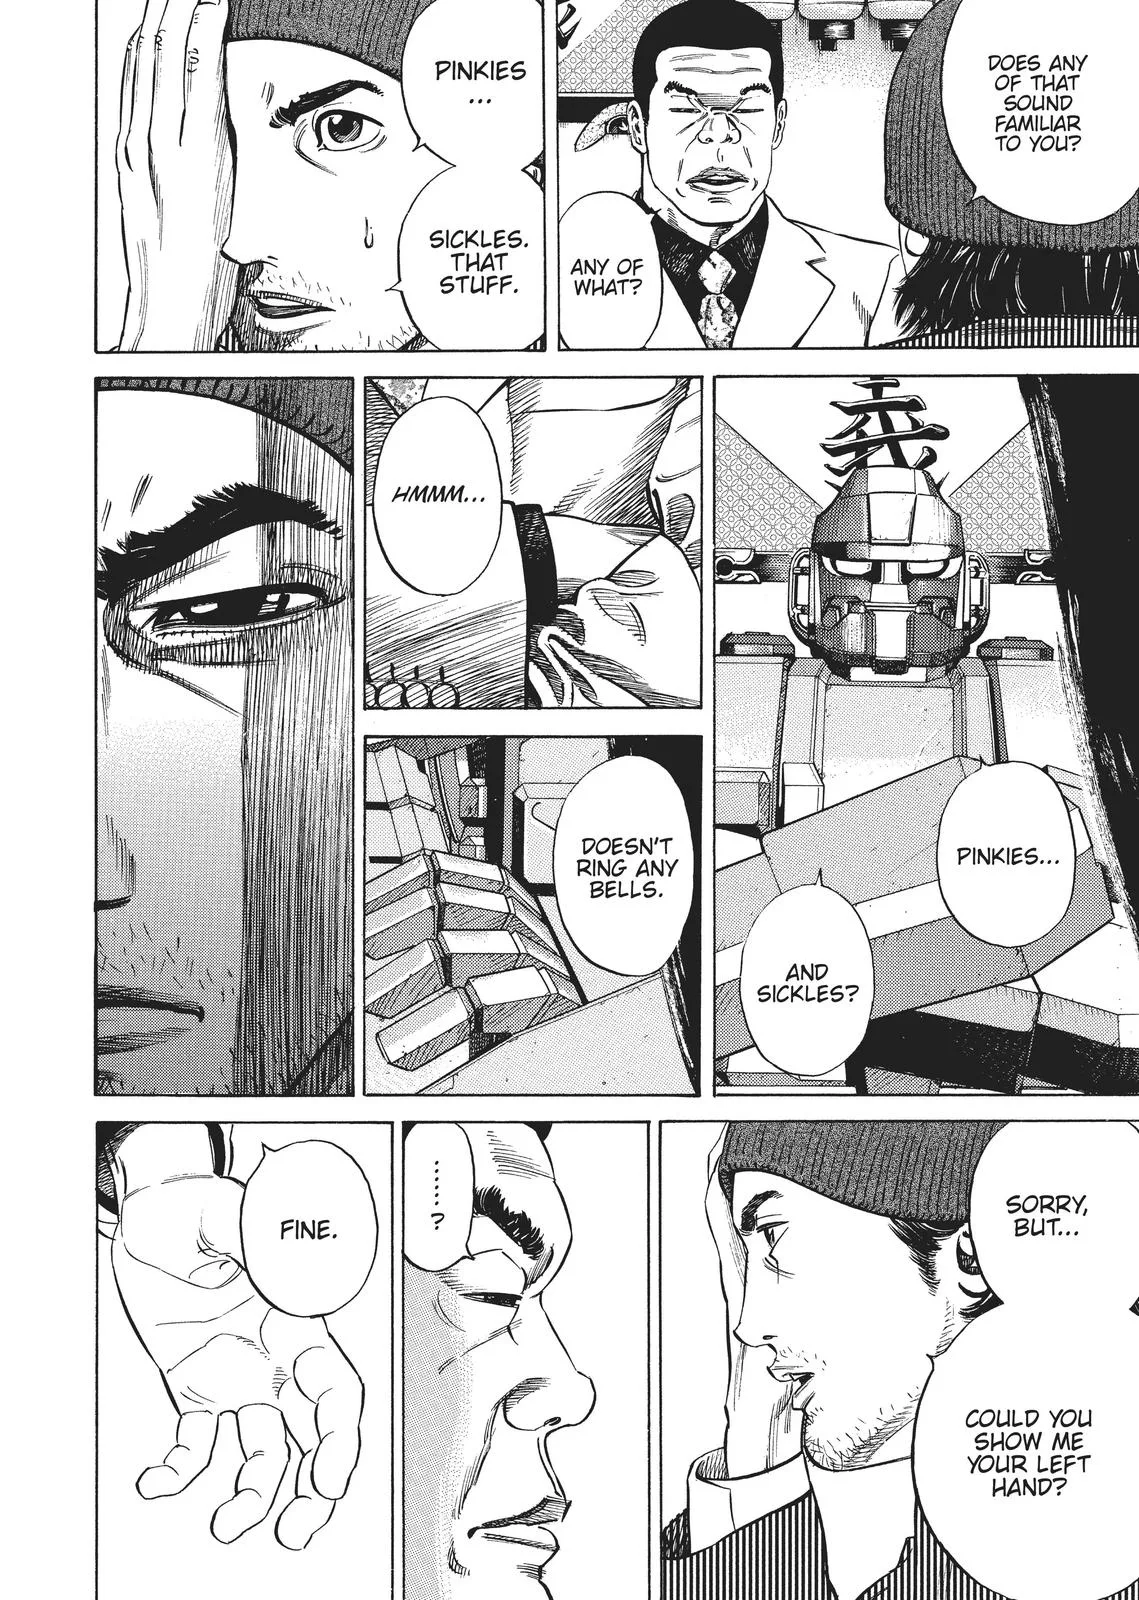 DOES ANY
OF THAT
SOUND
FAMILIAR
TO YOU?
ANY OF
WHAT?
PINKIES
...
SICKLES.
THAT
STUFF.
PINKIES...
AND
SICKLES?
HMMM...
DOESN'T
RING ANY
BELLS.
SORRY,
BUT...
COULD YOU
SHOW ME
YOUR LEFT
HAND?
........?
FINE.